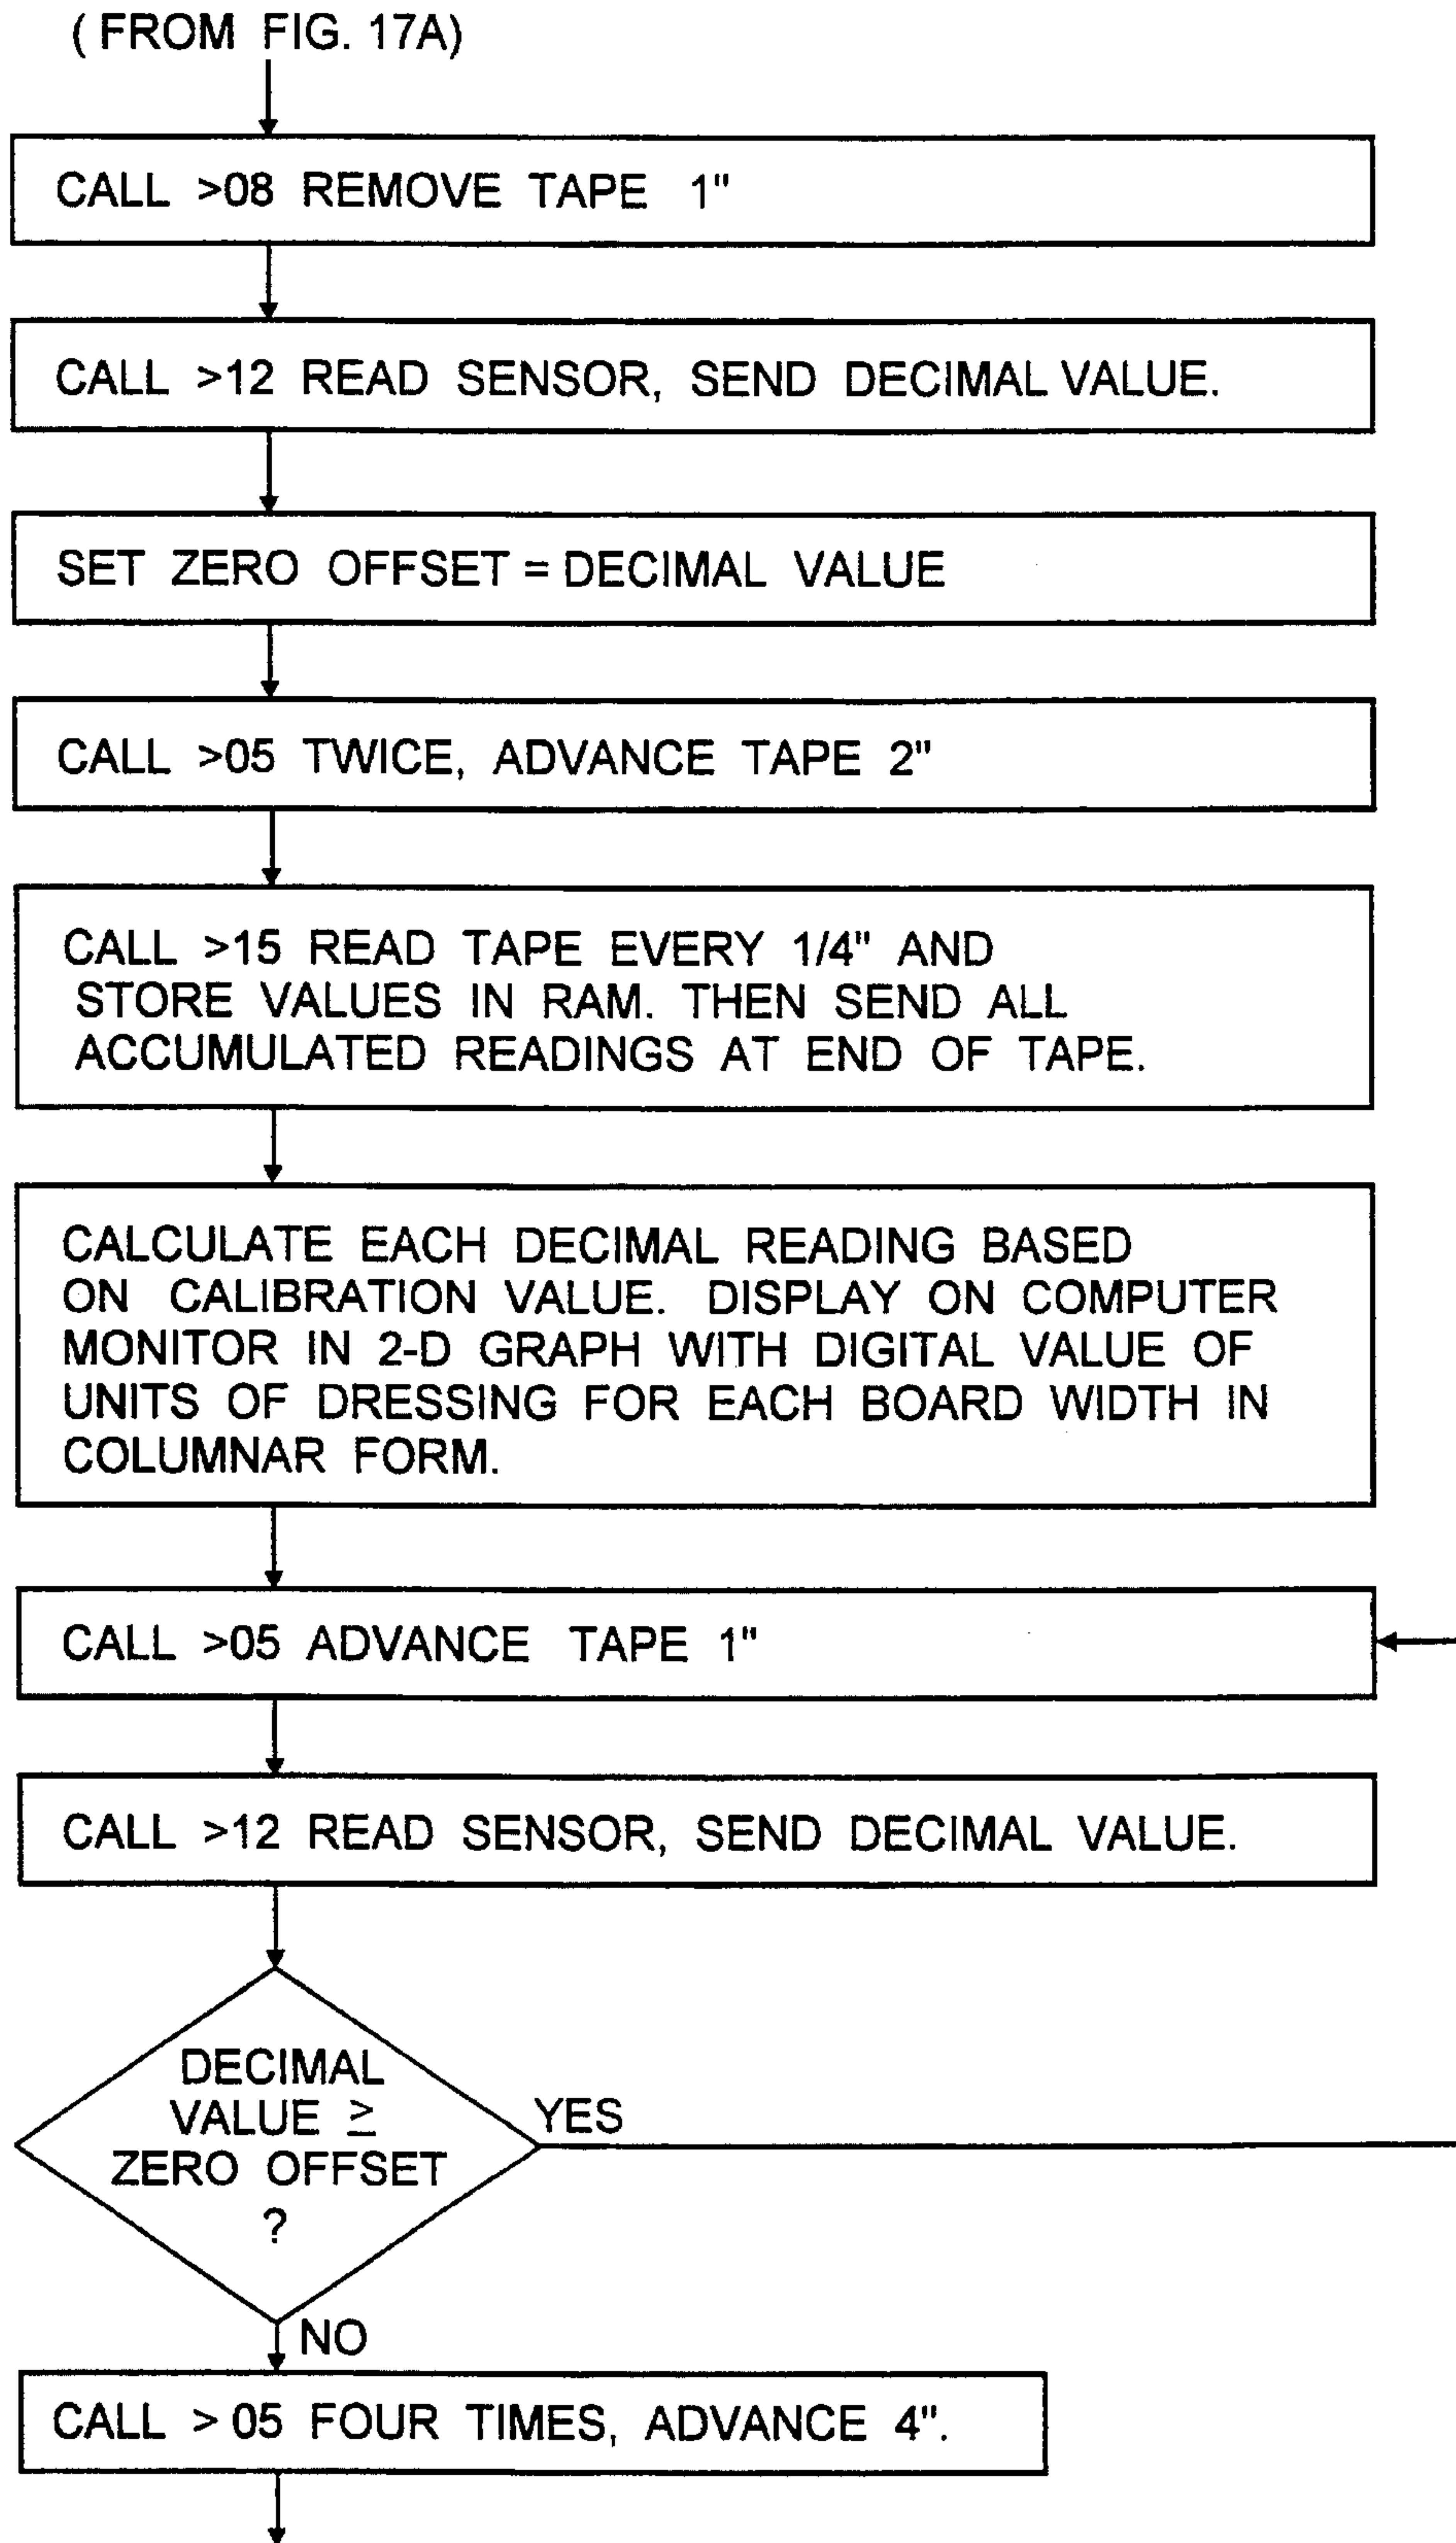 ( FROM FIG. 17A)
CALL >08 REMOVE TAPE 1"
CALL >12 READ SENSOR, SEND DECIMAL VALUE.
SET ZERO OFFSET = DECIMAL VALUE
CALL >05 TWICE, ADVANCE TAPE 2"
CALL >15 READ TAPE EVERY 1/4" AND
STORE VALUES IN RAM. THEN SEND ALL
ACCUMULATED READINGS AT END OF TAPE.
CALCULATE EACH DECIMAL READING BASED
ON CALIBRATION VALUE. DISPLAY ON COMPUTER
MONITOR IN 2-D GRAPH WITH DIGITAL VALUE OF
UNITS OF DRESSING FOR EACH BOARD WIDTH IN
COLUMNAR FORM.
CALL >05 ADVANCE TAPE 1"
CALL >12 READ SENSOR, SEND DECIMAL VALUE.
DECIMAL
VALUE ≥
ZERO OFFSET
?
YES
NO
CALL > 05 FOUR TIMES, ADVANCE 4".